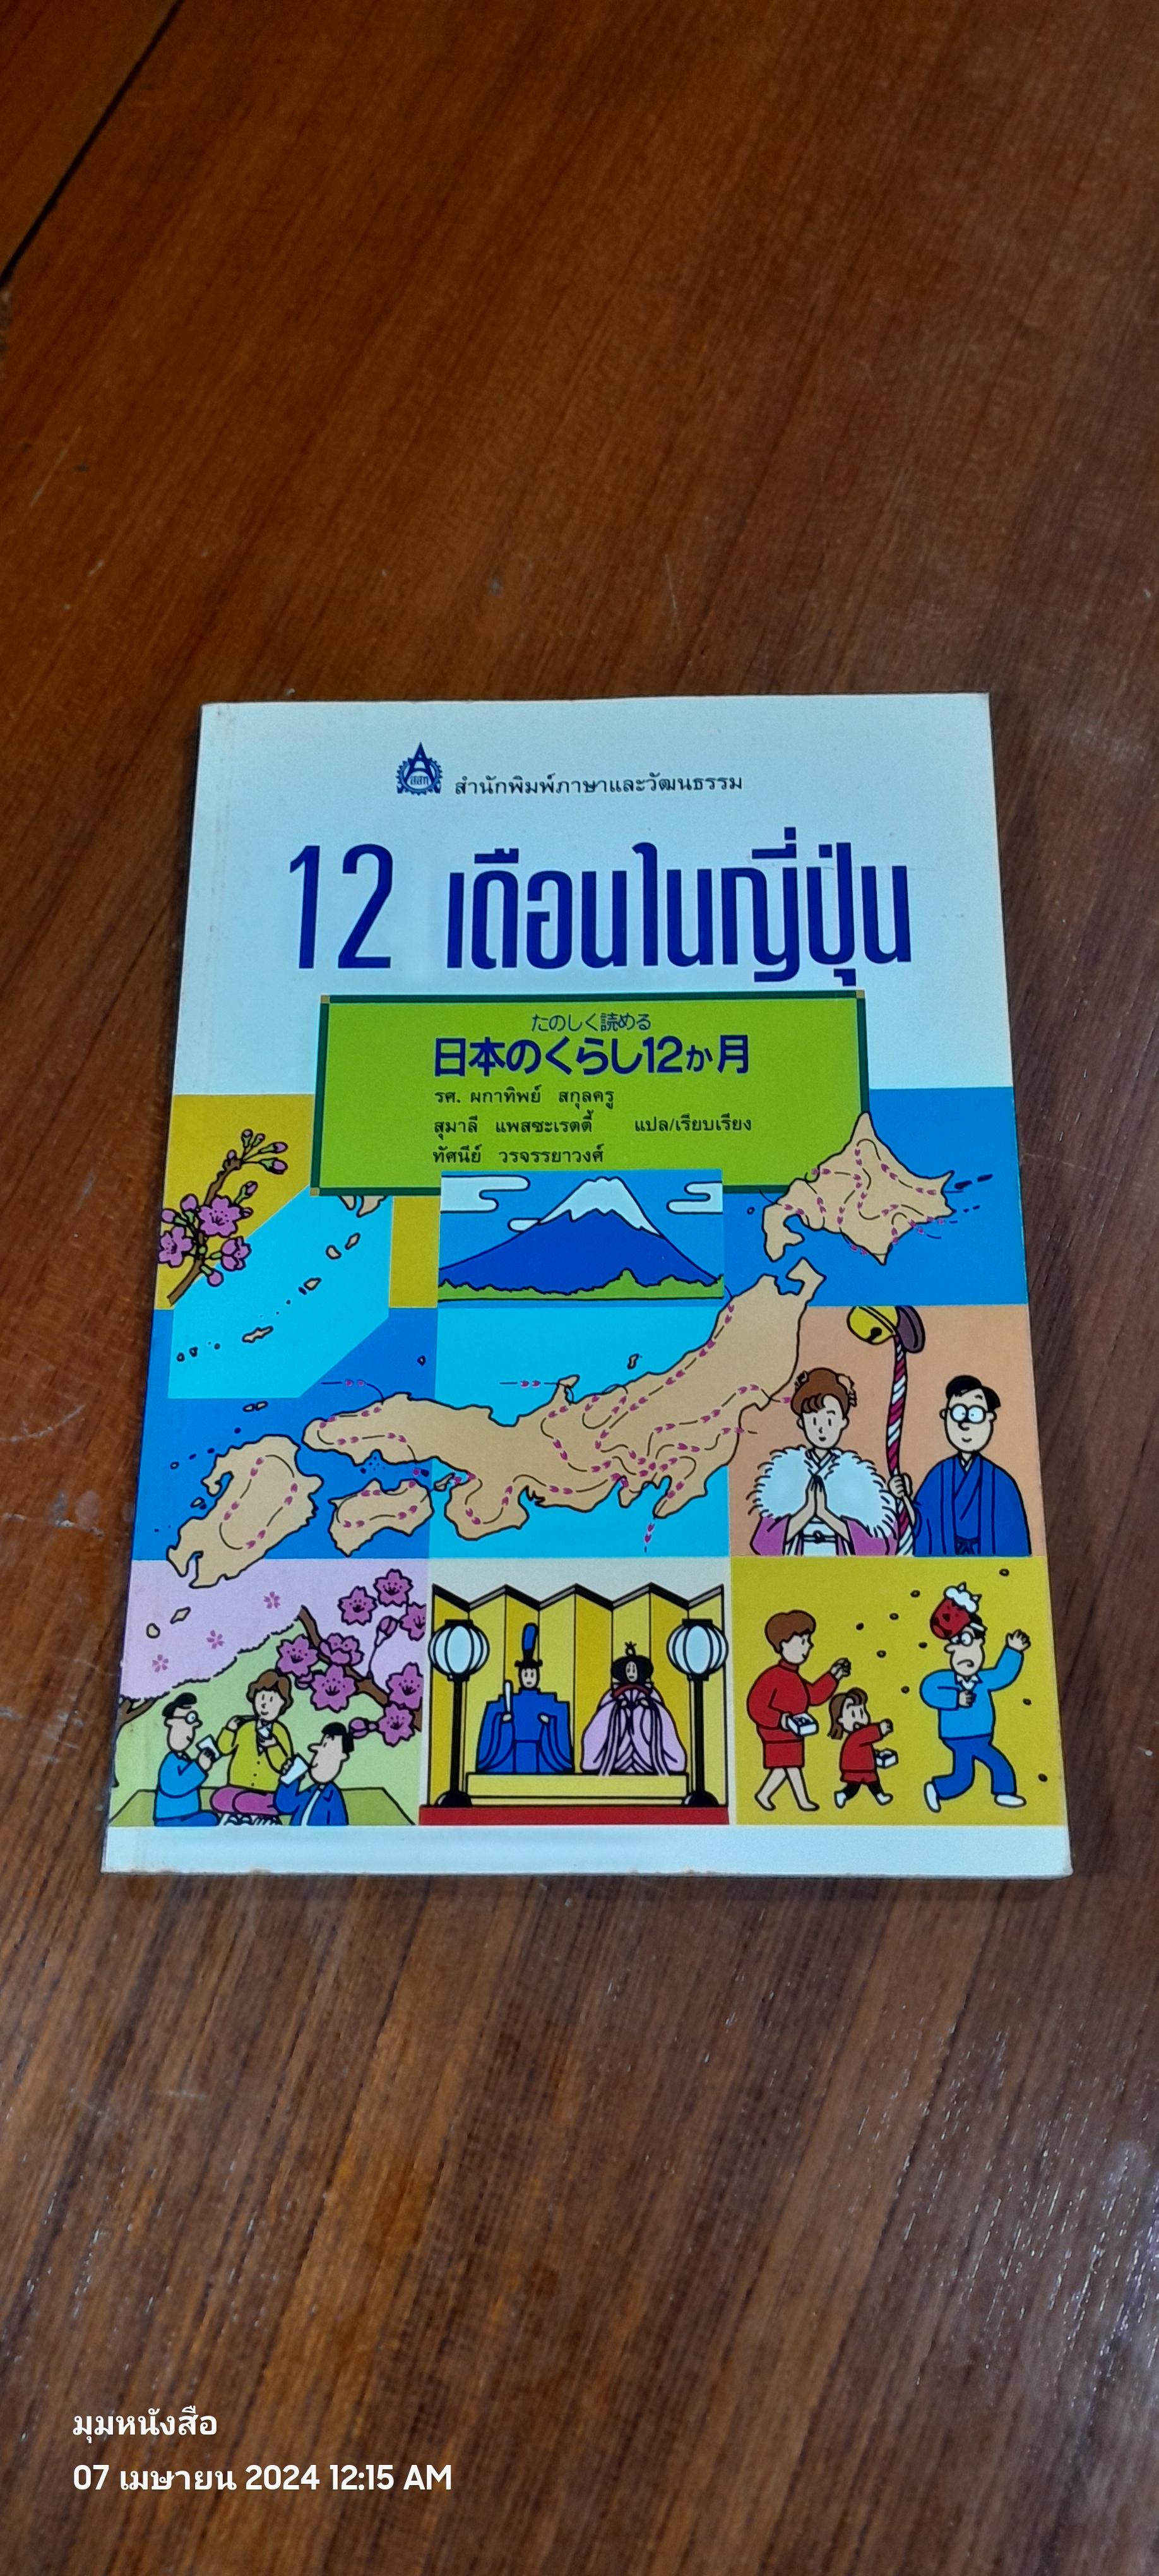 สสท
สำนักพิมพ์ภาษาและวัฒนธรรม
12 เดือนในญี่ปุ่น
たのしく読める
日本のくらし12か月
รศ. ผกาทิพย์ สกุลครู
สุมาลี แพสซะเรตตี้ แปล/เรียบเรียง
ทัศนีย์ วรจรรยาวงศ์
มุมหนังสือ
07 เมษายน 2024 12:15 AM